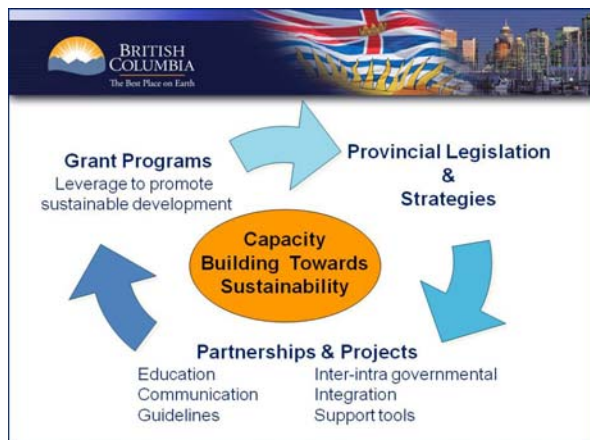 BRITISH
COLUMBIA
The Best Place on Earth
Grant Programs
Leverage to promote
sustainable development
Provincial Legislation
&
Strategies
Capacity
Building Towards
Sustainability
Partnerships & Projects
Education
Communication
Guidelines
Inter-intra governmental
Integration
Support tools